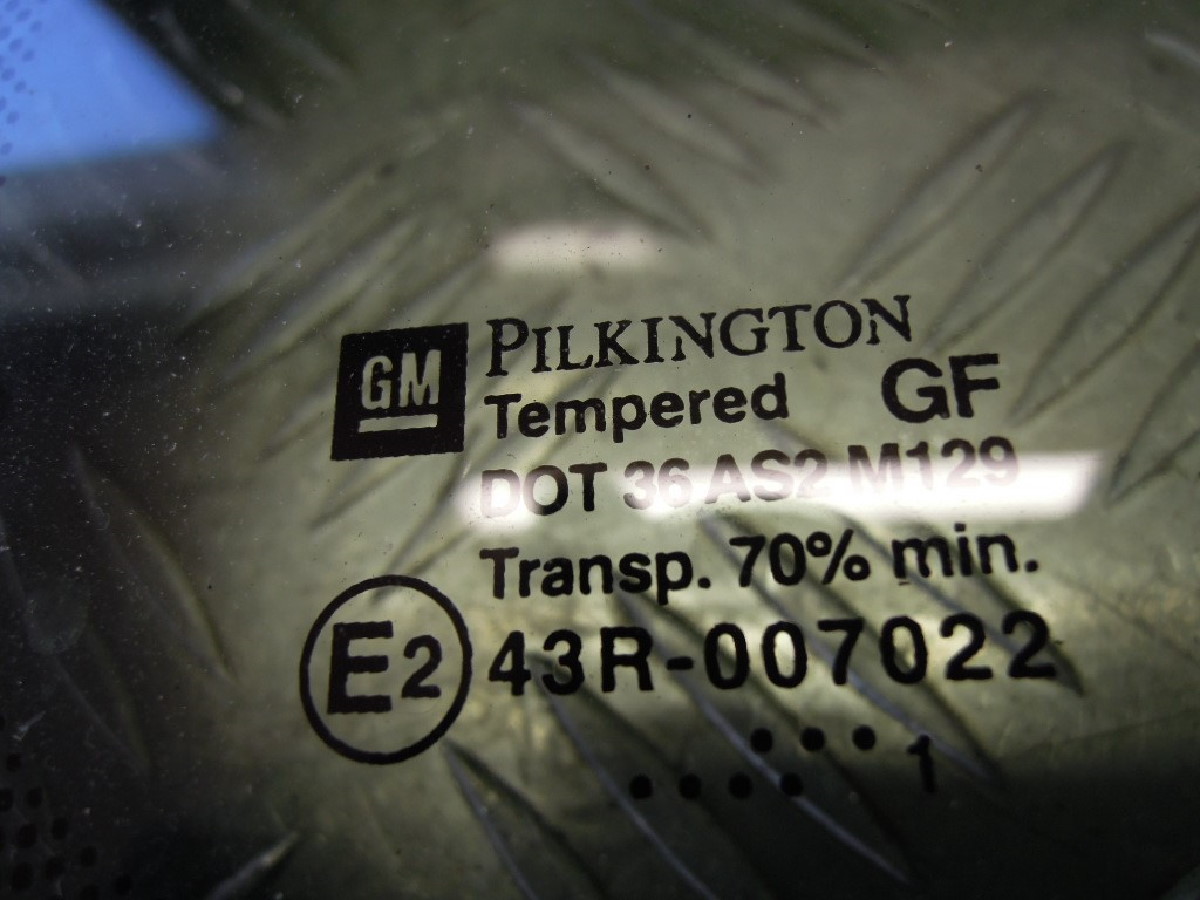 GM PILKINGTON
Tempered GF
DOT 36 AS2 M129
Transp. 70% min.
E2 43R-007022
1